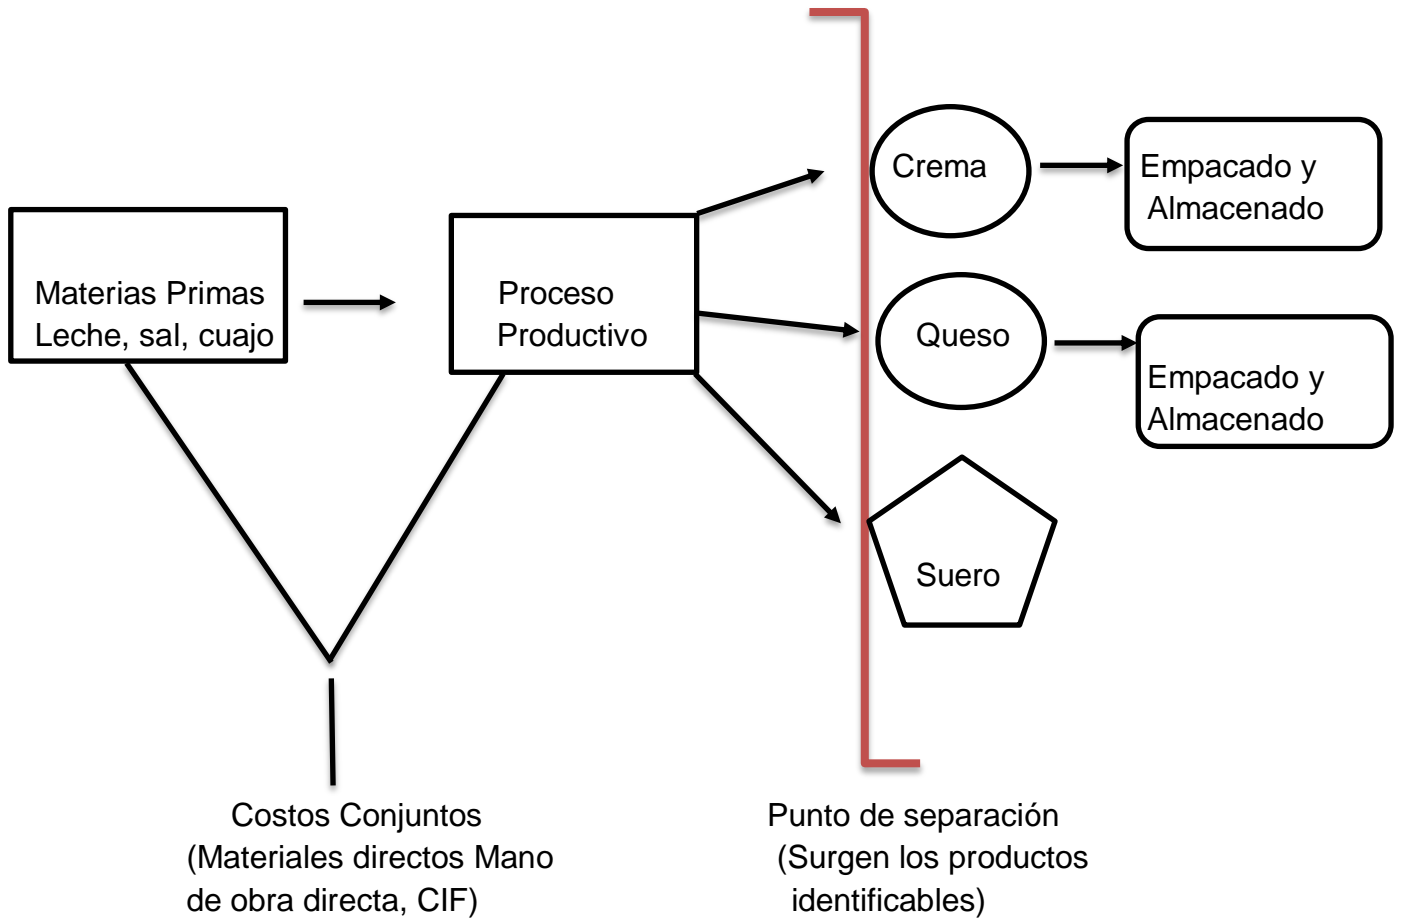 Materias Primas
Leche, sal, cuajo
Proceso
Productivo
Crema
Empacado y
Almacenado
Queso
Empacado y
Almacenado
Suero
Costos Conjuntos
(Materiales directos Mano
de obra directa, CIF)
Punto de separación
(Surgen los productos
identificables)